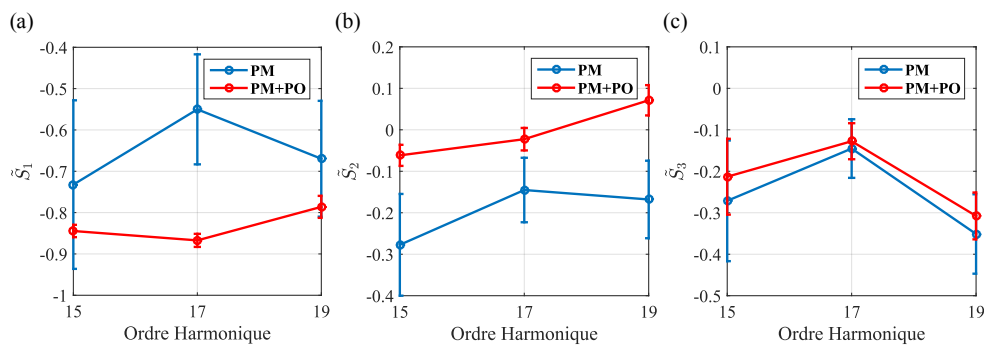 (a)
-0.4
-0.5
-0.6
-0.7
-0.8
-0.9
-1
S̃₁
PM
PM+PO
15
17
19
Ordre Harmonique
(b)
0.2
0.1
0
-0.1
-0.2
-0.3
-0.4
S̃₂
PM
PM+PO
15
17
19
Ordre Harmonique
(c)
0.1
0
-0.1
-0.2
-0.3
-0.4
-0.5
S̃₃
PM
PM+PO
15
17
19
Ordre Harmonique